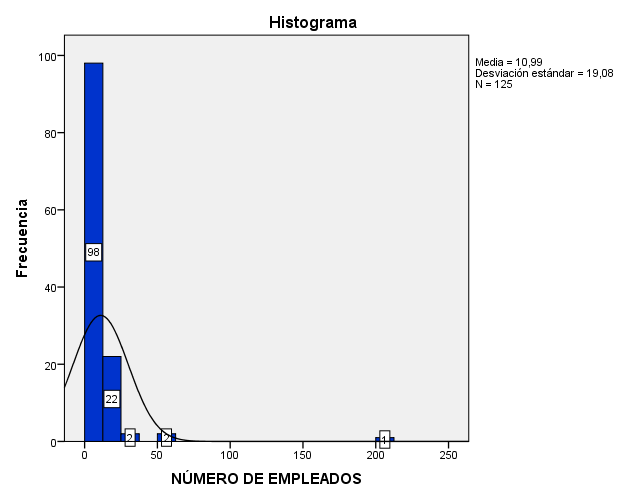 Histograma
Media = 10,99
Desviación estándar = 19,08
N = 125
Frecuencia
100
80
60
40
20
0
98
22
2
2
1
0
50
100
150
200
250
NÚMERO DE EMPLEADOS